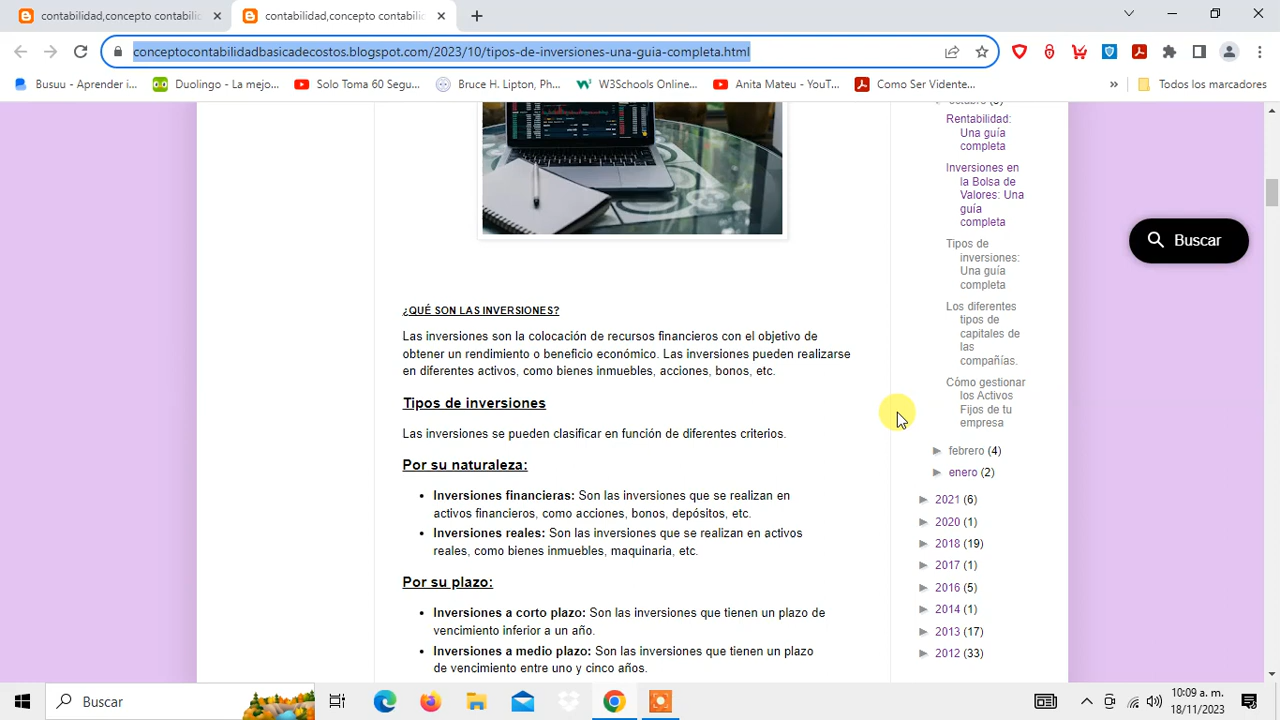 contabilidad,concepto contabilid
contabilidad,concepto contabilid
conceptocontabilidadbasicadecostos.blogspot.com/2023/10/tipos-de-inversiones-una-guia-completa.html
Busuu - Aprender i...
Duolingo - La mejo...
Solo Toma 60 Segu...
Bruce H. Lipton, Ph...
W3Schools Online...
Anita Mateu - YouT...
Como Ser Vidente...
»
Todos los marcadores
Rentabilidad:
Una guía
completa
Inversiones en
la Bolsa de
Valores: Una
guía
completa
Tipos de
inversiones:
Una guía
completa
Los diferentes
tipos de
capitales de
las
compañías.
Cómo gestionar
los Activos
Fijos de tu
empresa
► febrero (4)
► enero (2)
► 2021 (6)
► 2020 (1)
► 2018 (19)
► 2017 (1)
► 2016 (5)
► 2014 (1)
► 2013 (17)
► 2012 (33)
Buscar
¿QUÉ SON LAS INVERSIONES?
Las inversiones son la colocación de recursos financieros con el objetivo de
obtener un rendimiento o beneficio económico. Las inversiones pueden realizarse
en diferentes activos, como bienes inmuebles, acciones, bonos, etc.
Tipos de inversiones
Las inversiones se pueden clasificar en función de diferentes criterios.
Por su naturaleza:
• Inversiones financieras: Son las inversiones que se realizan en
activos financieros, como acciones, bonos, depósitos, etc.
• Inversiones reales: Son las inversiones que se realizan en activos
reales, como bienes inmuebles, maquinaria, etc.
Por su plazo:
• Inversiones a corto plazo: Son las inversiones que tienen un plazo de
vencimiento inferior a un año.
• Inversiones a medio plazo: Son las inversiones que tienen un plazo
de vencimiento entre uno y cinco años.
Buscar
10:09 a. m.
18/11/2023